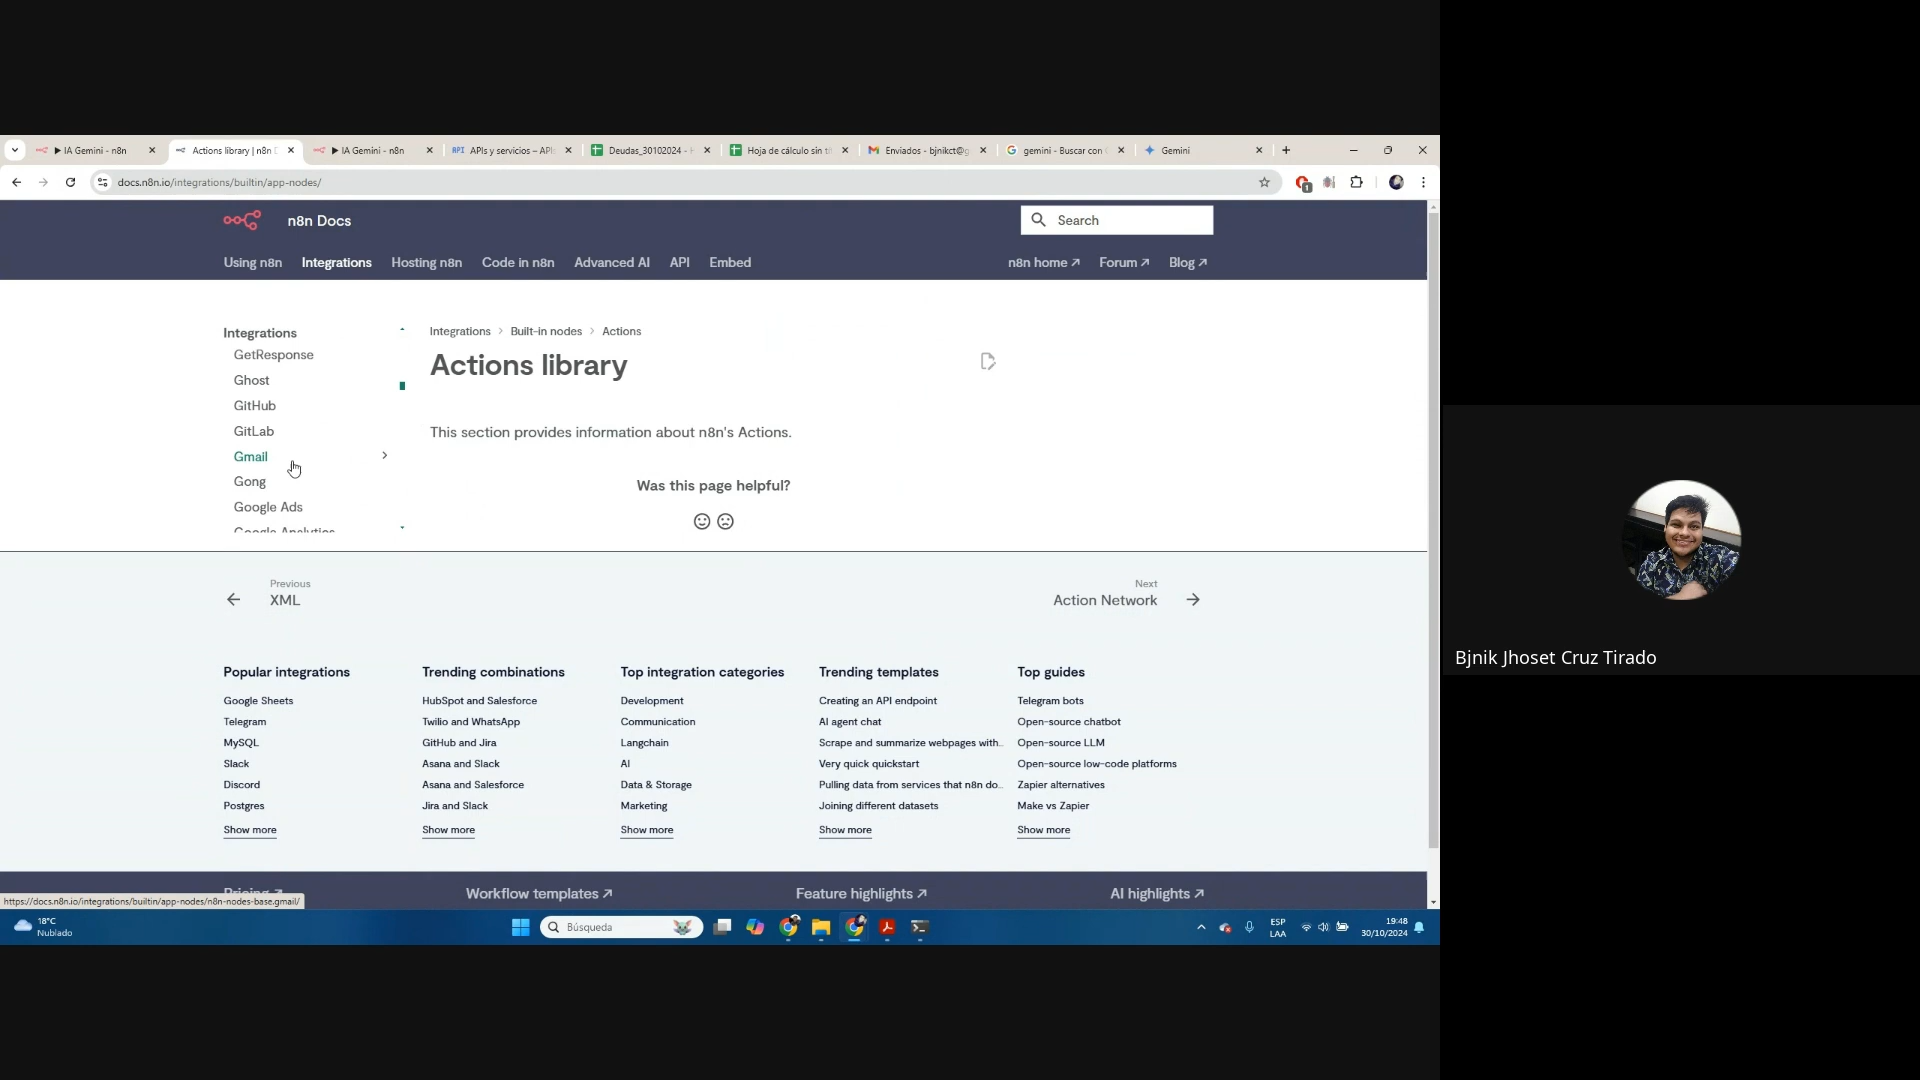 IA Gemini - n8n
Actions library | n8n D
IA Gemini - n8n
API APIs y servicios – APIs
Deudas_30102024 -
Hoja de cálculo sin tí
Enviados - bjnikct@g
gemini - Buscar con
Gemini
docs.n8n.io/integrations/builtin/app-nodes/
n8n Docs
Search
Using n8n
Integrations
Hosting n8n
Code in n8n
Advanced AI
API
Embed
n8n home
Forum
Blog
Integrations
GetResponse
Ghost
GitHub
GitLab
Gmail
Gong
Google Ads
Google Analytics
Integrations > Built-in nodes > Actions
Actions library
This section provides information about n8n's Actions.
Was this page helpful?
Previous
XML
Next
Action Network
Popular integrations
Google Sheets
Telegram
MySQL
Slack
Discord
Postgres
Show more
Trending combinations
HubSpot and Salesforce
Twilio and WhatsApp
GitHub and Jira
Asana and Slack
Asana and Salesforce
Jira and Slack
Show more
Top integration categories
Development
Communication
Langchain
AI
Data & Storage
Marketing
Show more
Trending templates
Creating an API endpoint
AI agent chat
Scrape and summarize webpages with...
Very quick quickstart
Pulling data from services that n8n do...
Joining different datasets
Show more
Top guides
Telegram bots
Open-source chatbot
Open-source LLM
Open-source low-code platforms
Zapier alternatives
Make vs Zapier
Show more
Pricing
Workflow templates
Feature highlights
AI highlights
https://docs.n8n.io/integrations/builtin/app-nodes/n8n-nodes-base.gmail/
18°C
Nublado
Búsqueda
ESP
LAA
19:48
30/10/2024
Bjnik Jhoset Cruz Tirado